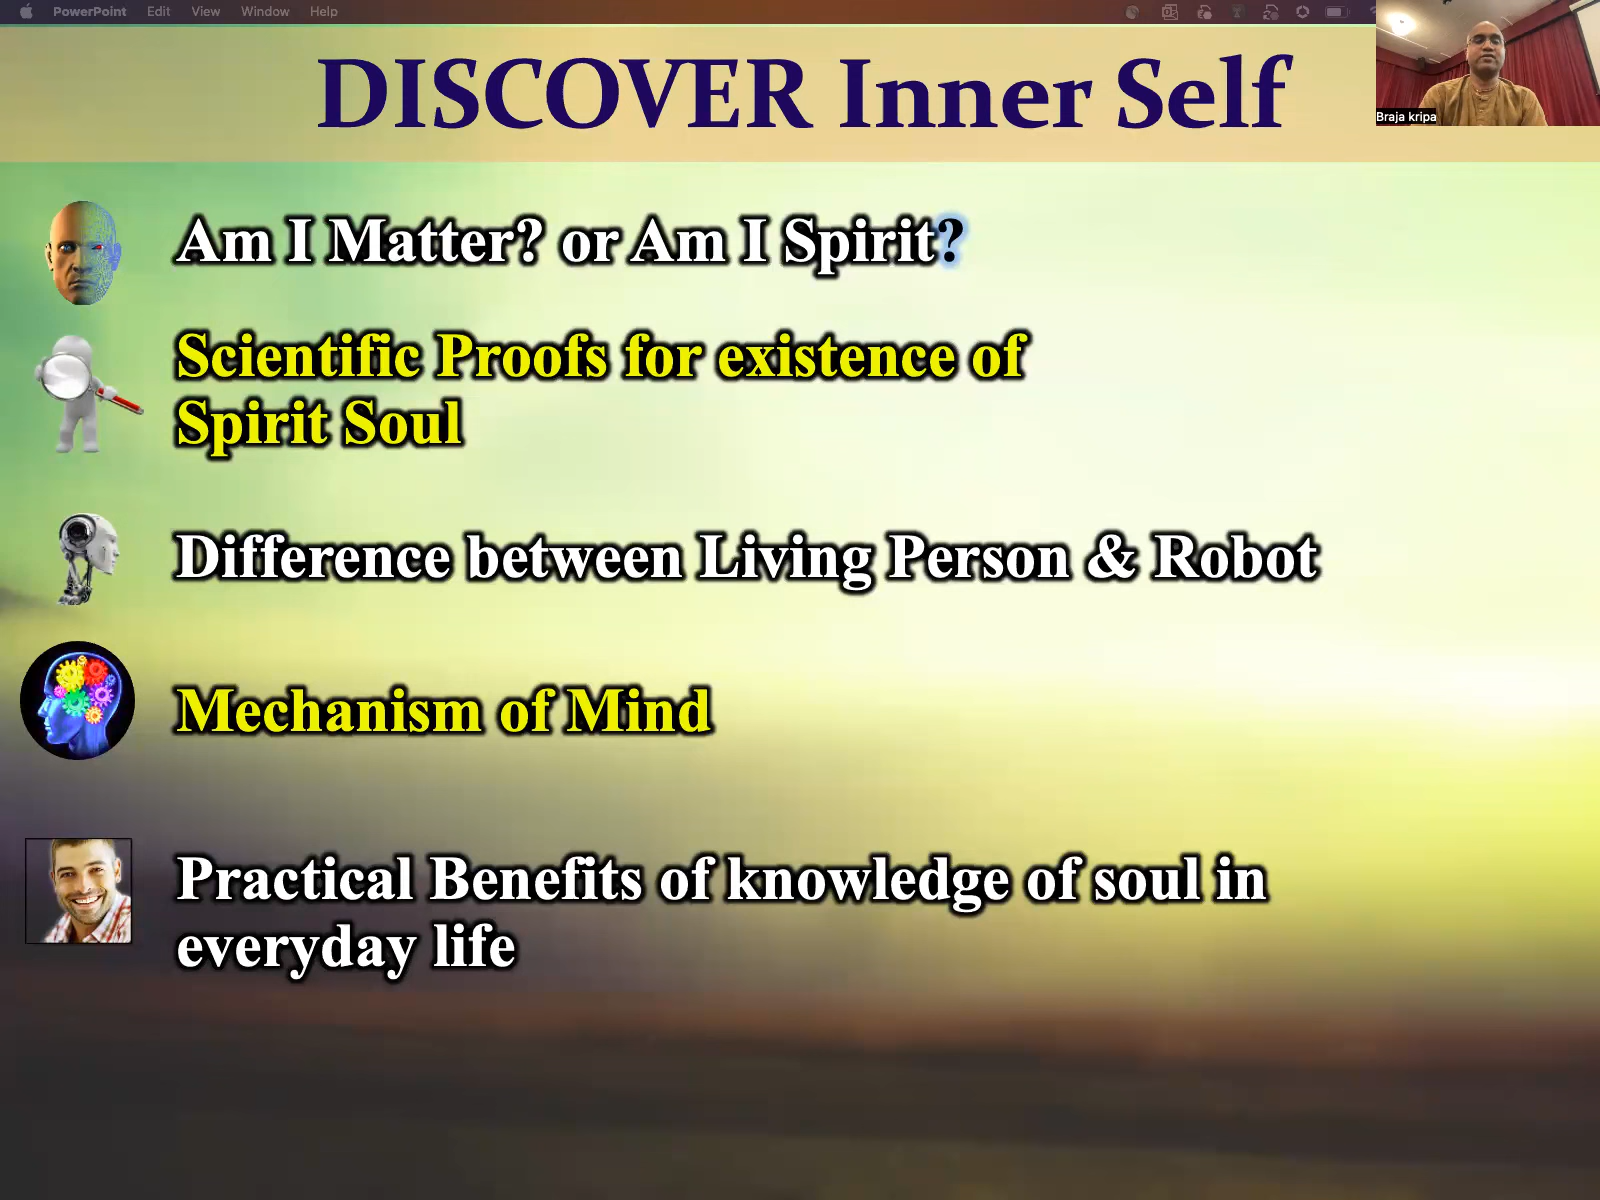 PowerPoint Edit View Window Help
DISCOVER Inner Self
Braja kripa
Am I Matter? or Am I Spirit?
Scientific Proofs for existence of
Spirit Soul
Difference between Living Person & Robot
Mechanism of Mind
Practical Benefits of knowledge of soul in
everyday life